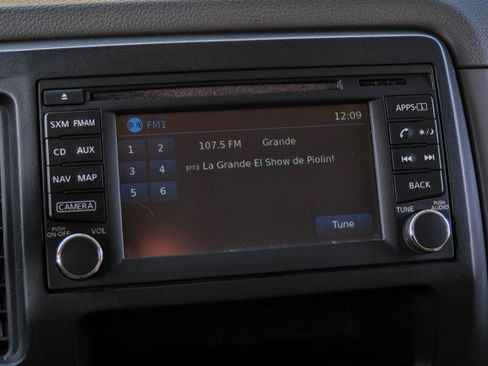 FM1 12:09
SXM FM•AM
APPS•
1 2 107.5 FM Grande
CD AUX
3 4 La Grande El Show de Piolin!
NAV MAP
5 6
BACK
CAMERA
Tune
PUSH ON•OFF VOL
TUNE PUSH AUDIO